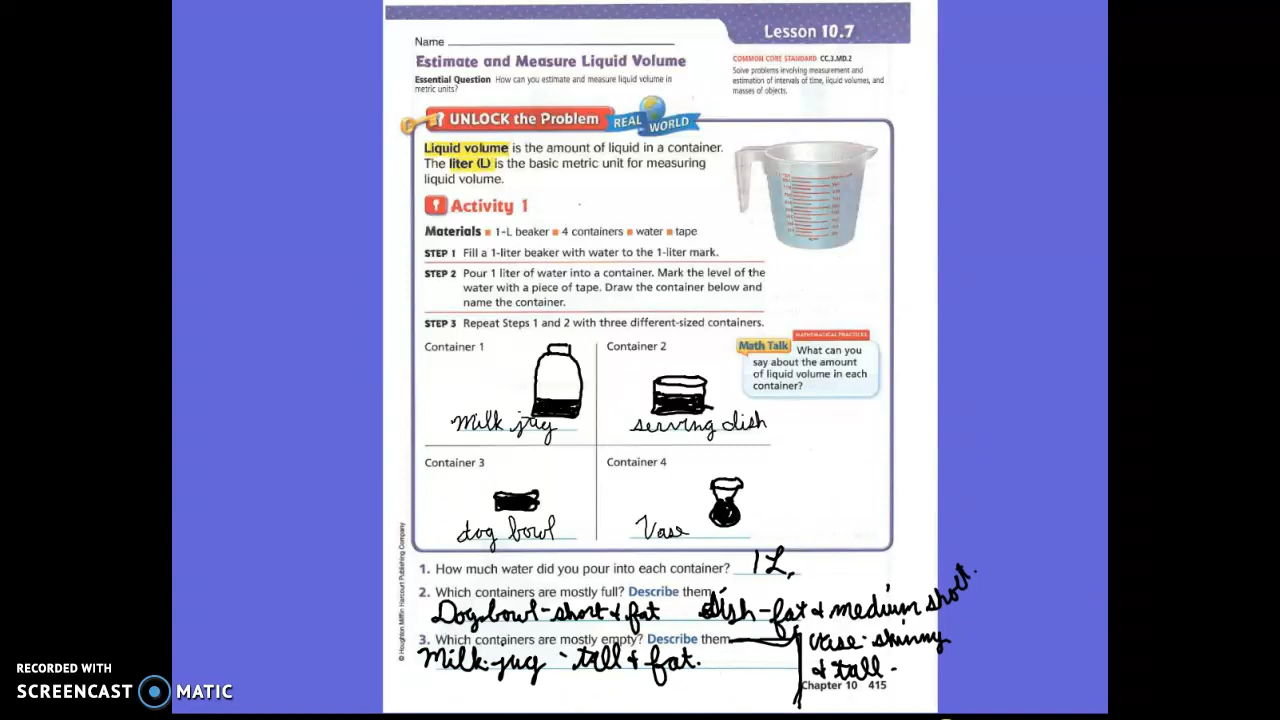 Lesson 10.7
Name
Estimate and Measure Liquid Volume
Essential Question How can you estimate and measure liquid volume in
metric units?
COMMON CORE STANDARD CC.3.MD.2
Solve problems involving measurement and
estimation of intervals of time, liquid volumes, and
masses of objects.
UNLOCK the Problem REAL WORLD
Liquid volume is the amount of liquid in a container.
The liter (L) is the basic metric unit for measuring
liquid volume.
Activity 1
Materials ■ 1-L beaker ■ 4 containers ■ water ■ tape
STEP 1 Fill a 1-liter beaker with water to the 1-liter mark.
STEP 2 Pour 1 liter of water into a container. Mark the level of the
water with a piece of tape. Draw the container below and
name the container.
STEP 3 Repeat Steps 1 and 2 with three different-sized containers.
MATHEMATICAL PRACTICES
Math Talk What can you
say about the amount
of liquid volume in each
container?
Container 1
Milk jug
Container 2
serving dish
Container 3
dog bowl
Container 4
Vase
1. How much water did you pour into each container? 1 L.
2. Which containers are mostly full? Describe them.
Dog bowl - short & fat dish - fat & medium short.
3. Which containers are mostly empty? Describe them
Milk jug - tall & fat.
Vase - skinny
& tall -
Chapter 10 415
© Houghton Mifflin Harcourt Publishing Company
RECORDED WITH
SCREENCAST MATIC